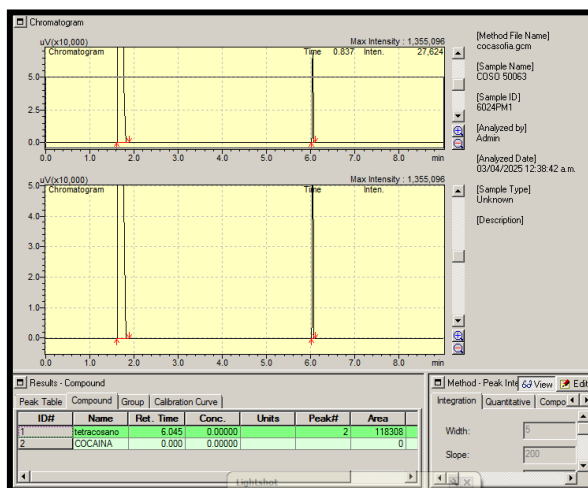 Chromatogram
uV(x10,000)
Chromatogram
Max Intensity : 1,355,096
Time 0.837 Inten. 27,624
5.0
2.5
0.0
0.0 1.0 2.0 3.0 4.0 5.0 6.0 7.0 8.0 min
uV(x10,000)
Chromatogram
Max Intensity : 1,355,096
Time Inten.
5.0
4.0
3.0
2.0
1.0
0.0
0.0 1.0 2.0 3.0 4.0 5.0 6.0 7.0 8.0 min
[Method File Name]
cocasofia.gcm
[Sample Name]
COSO 50063
[Sample ID]
6024PM1
[Analyzed by]
Admin
[Analyzed Date]
03/04/2025 12:38:42 a.m.
[Sample Type]
Unknown
[Description]
Results - Compound
Peak Table Compound Group Calibration Curve
ID# Name Ret. Time Conc. Units Peak# Area
1 tetracosano 6.045 0.00000 2 118308
2 COCAINA 0.000 0.00000 0
Method - Peak Inte View Edit
Integration Quantitative Compo
Width: 5
Slope: 200
Lightshot